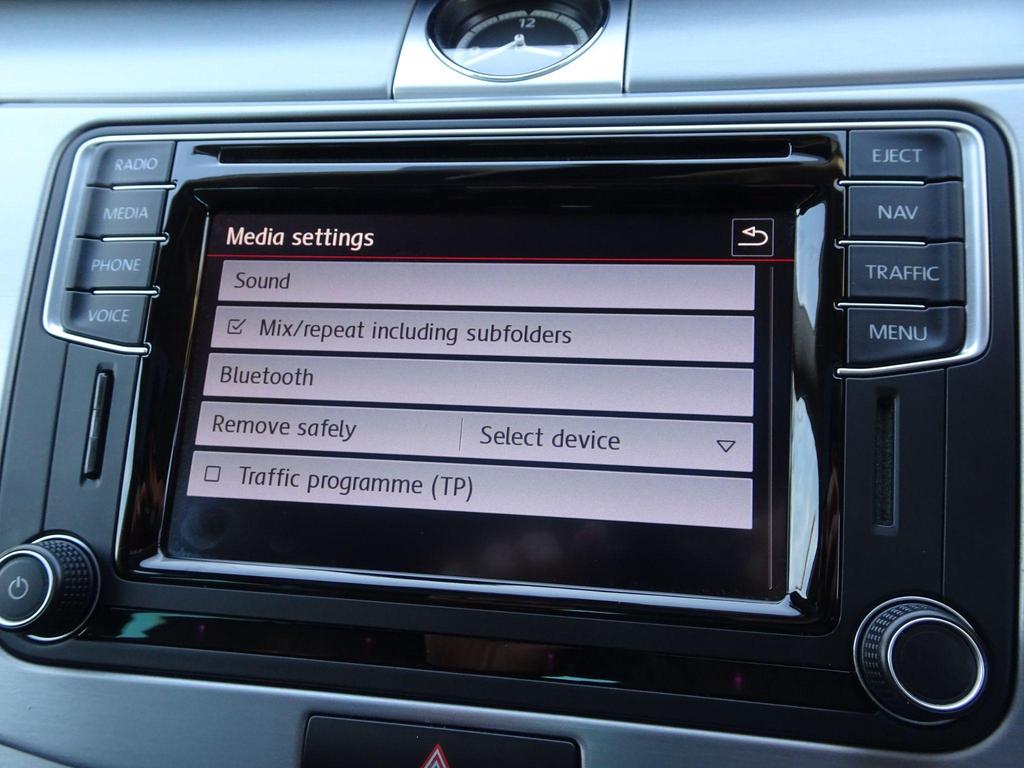 12
RADIO
MEDIA
PHONE
VOICE
Media settings
Sound
Mix/repeat including subfolders
Bluetooth
Remove safely Select device
Traffic programme (TP)
EJECT
NAV
TRAFFIC
MENU